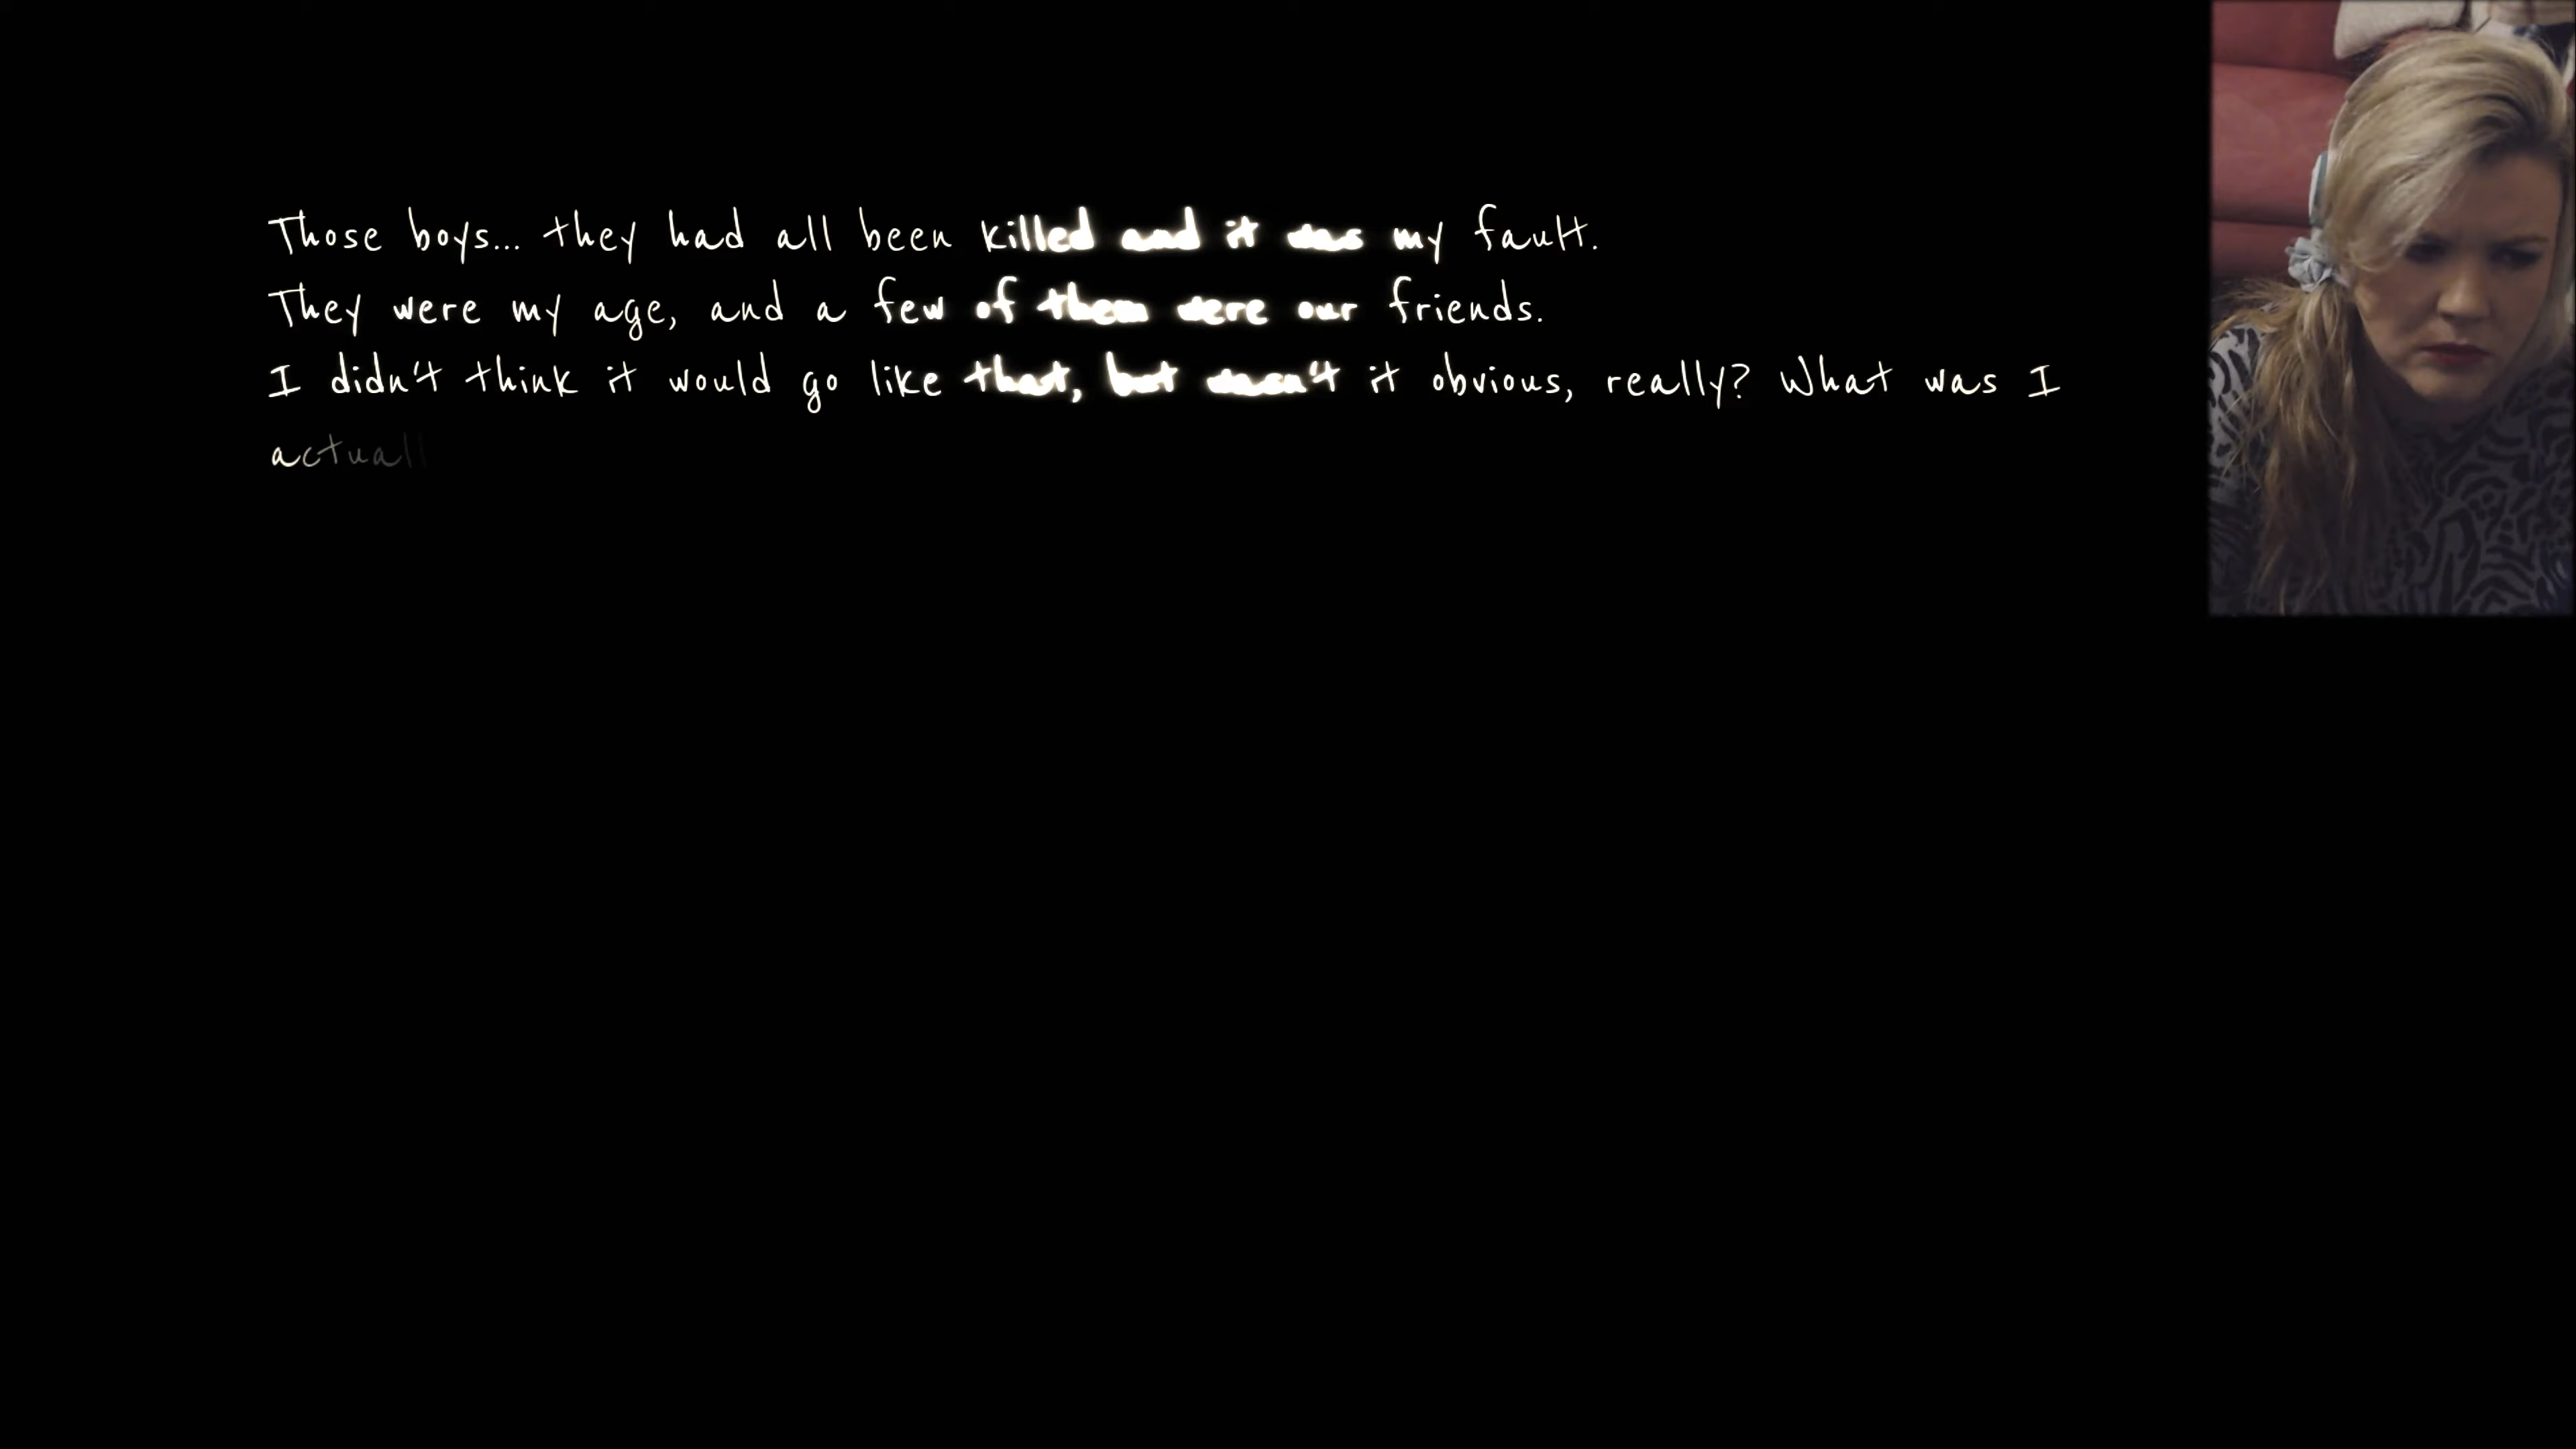 Those boys... they had all been killed and it was my fault.
They were my age, and a few of them were our friends.
I didn't think it would go like that, but wasn't it obvious, really? What was I
actuall